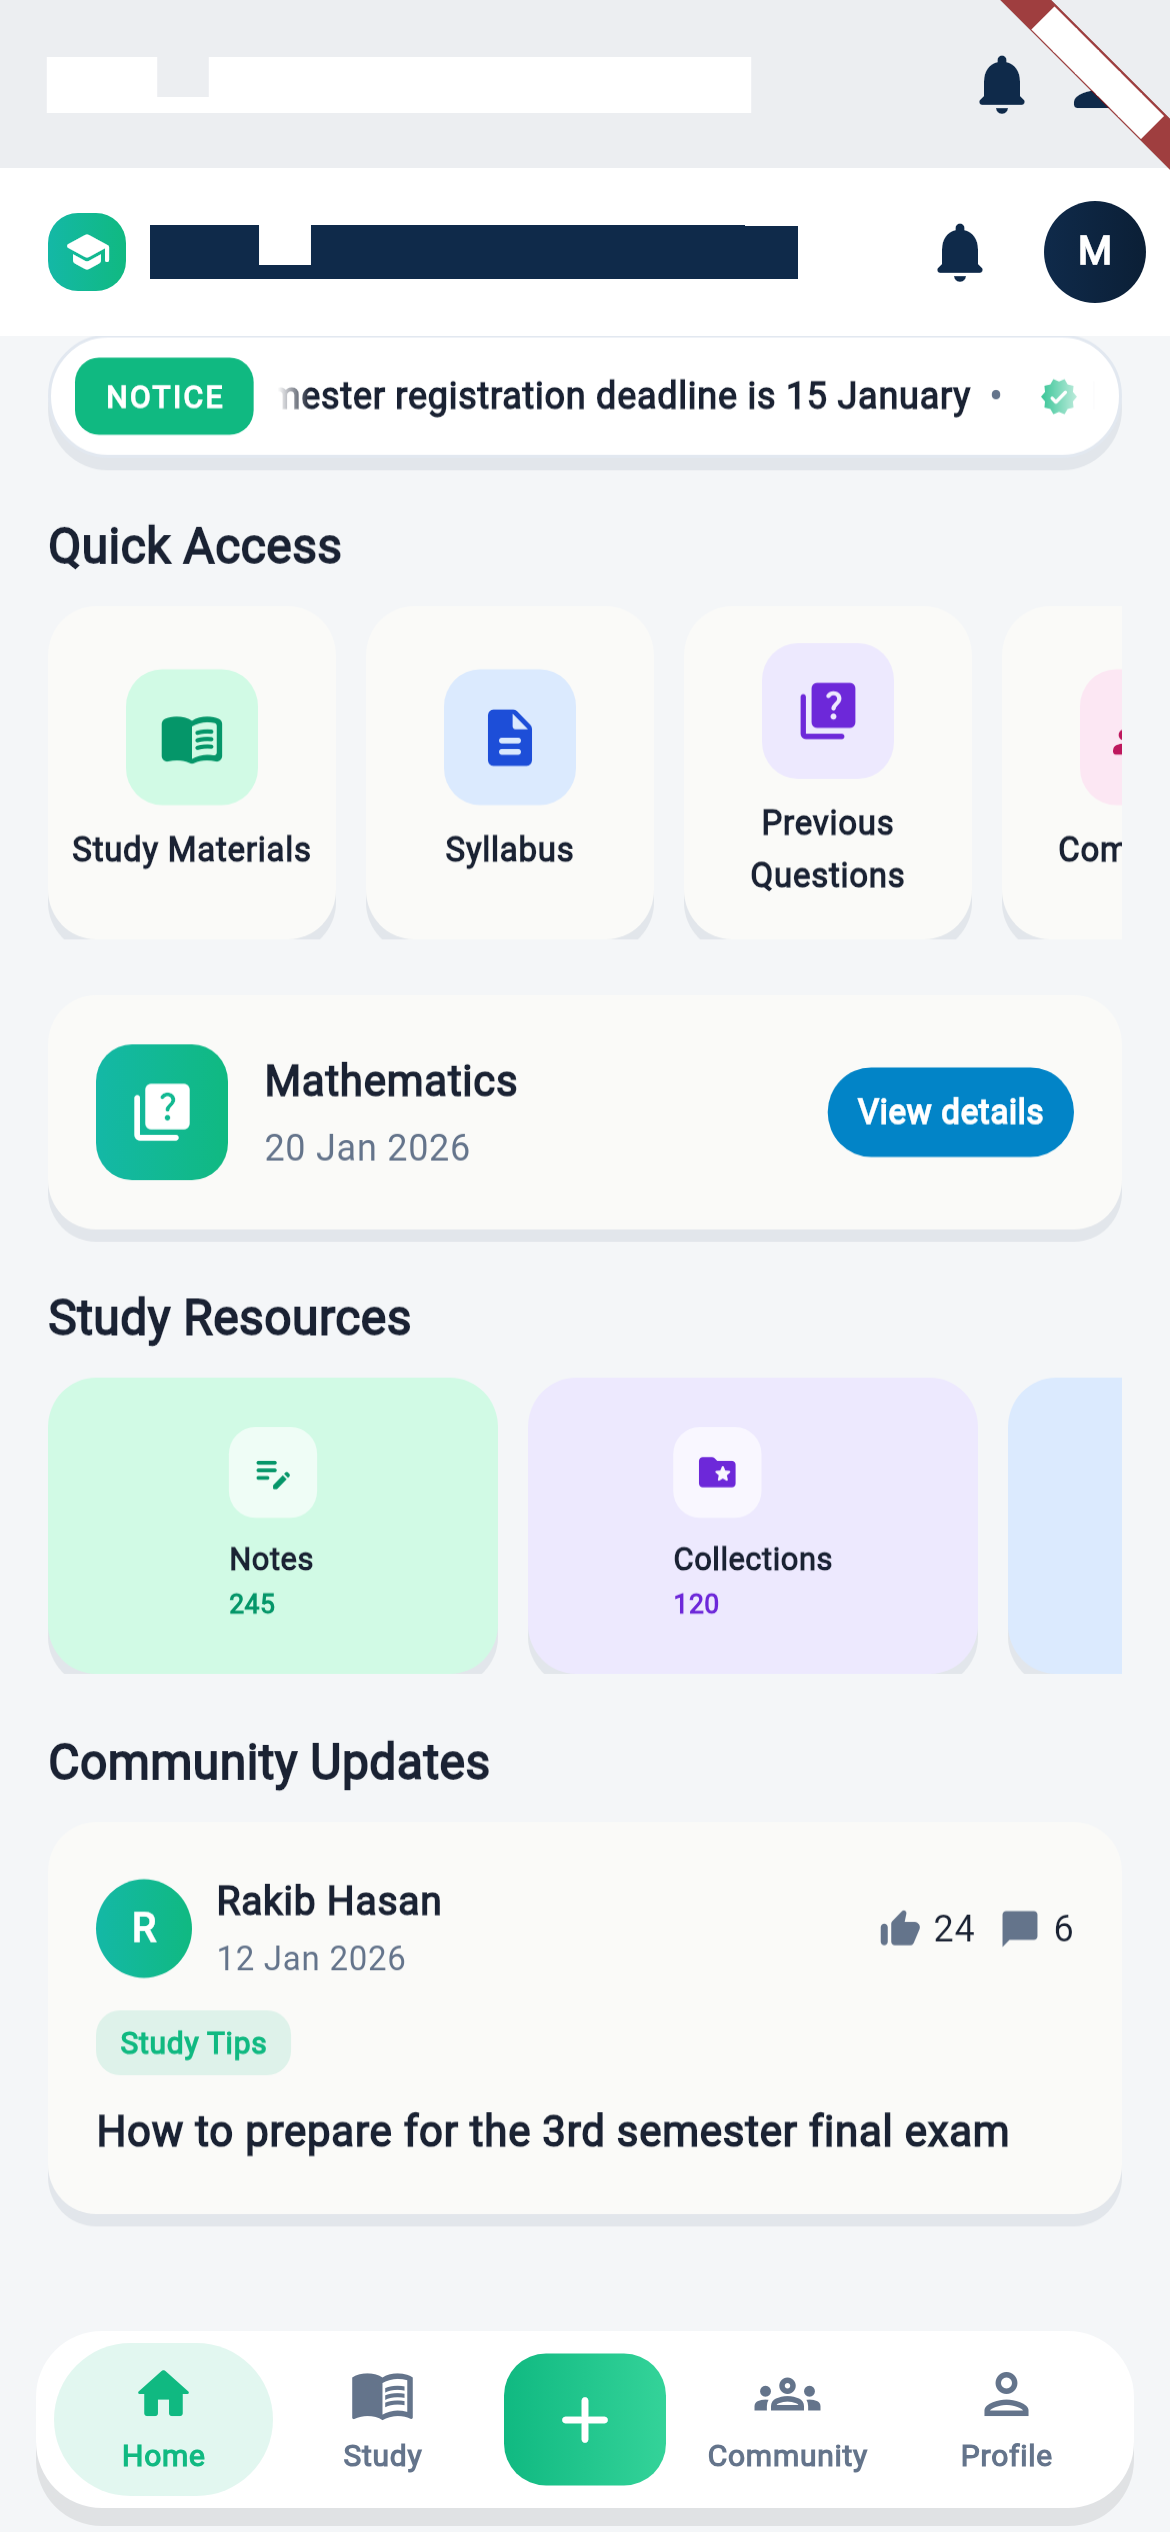 M
NOTICE
registration deadline is 15 January •
Quick Access
Study Materials
Syllabus
Previous
Questions
Mathematics
20 Jan 2026
View details
Study Resources
Notes
245
Collections
120
Community Updates
R
Rakib Hasan
12 Jan 2026
24
6
Study Tips
How to prepare for the 3rd semester final exam
Home
Study
Community
Profile